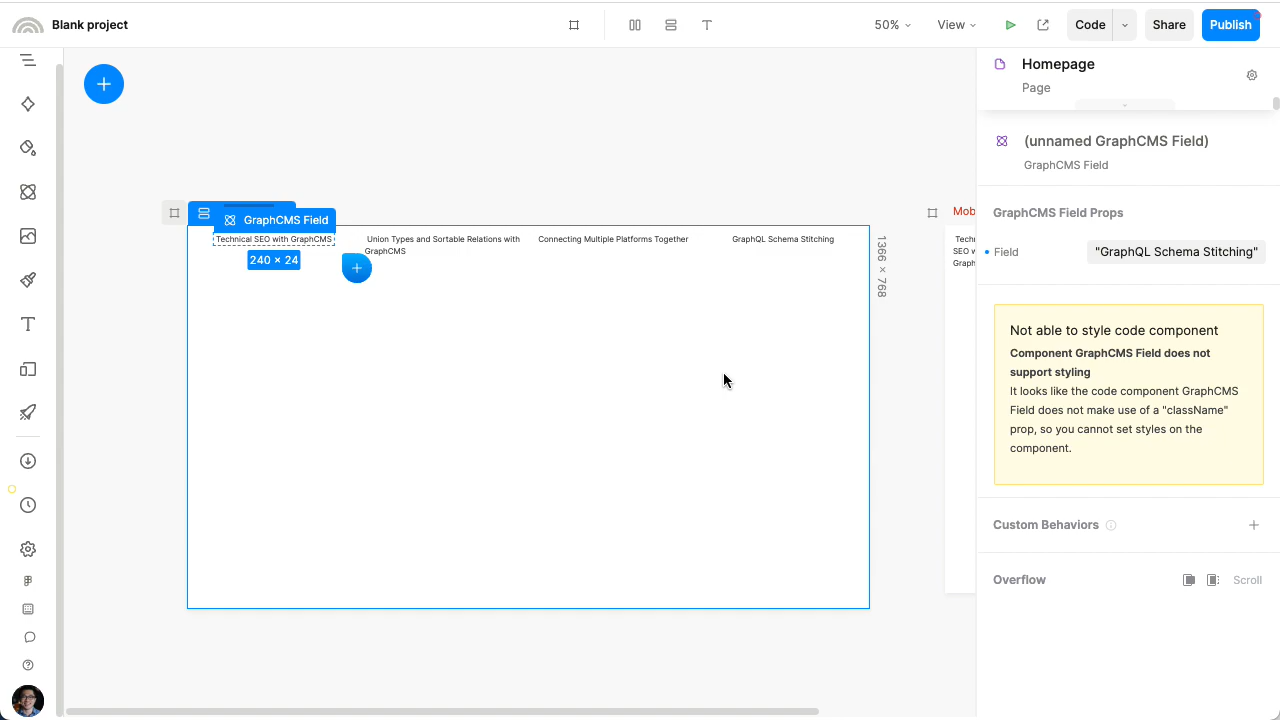 Blank project
50%
View
Code
Share
Publish
Homepage
Page
(unnamed GraphCMS Field)
GraphCMS Field
GraphCMS Field Props
Field
"GraphQL Schema Stitching"
Not able to style code component
Component GraphCMS Field does not
support styling
It looks like the code component GraphCMS
Field does not make use of a "className"
prop, so you cannot set styles on the
component.
Custom Behaviors
Overflow
Scroll
GraphCMS Field
Technical SEO with GraphCMS
240 × 24
Union Types and Sortable Relations with
GraphCMS
Connecting Multiple Platforms Together
GraphQL Schema Stitching
1366 × 768
Mob
Techn
SEO w
Graph